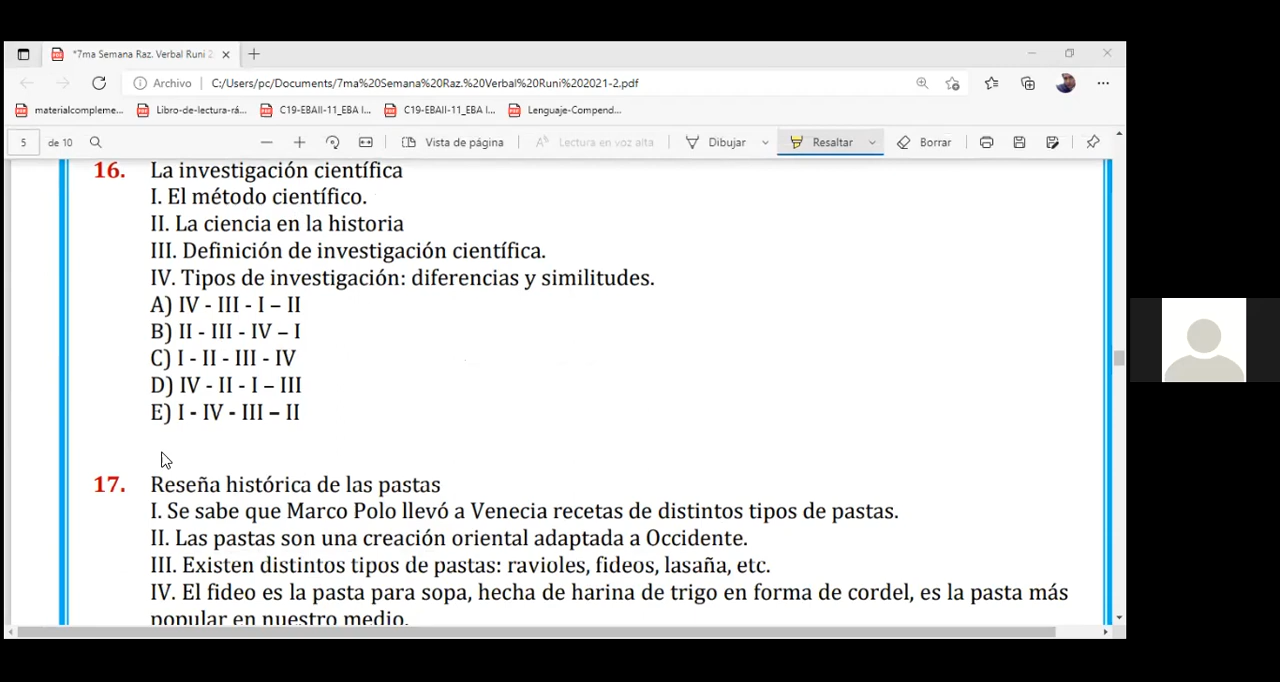 *7ma Semana Raz. Verbal Runi 2
Archivo C:/Users/pc/Documents/7ma%20Semana%20Raz.%20Verbal%20Runi%202021-2.pdf
materialcompleme... Libro-de-lectura-rá... C19-EBAII-11_EBA I... C19-EBAII-11_EBA I... Lenguaje-Compend...
5 de 10 Vista de página Lectura en voz alta Dibujar Resaltar Borrar
16. La investigación científica
I. El método científico.
II. La ciencia en la historia
III. Definición de investigación científica.
IV. Tipos de investigación: diferencias y similitudes.
A) IV - III - I – II
B) II - III - IV – I
C) I - II - III - IV
D) IV - II - I – III
E) I - IV - III – II
17. Reseña histórica de las pastas
I. Se sabe que Marco Polo llevó a Venecia recetas de distintos tipos de pastas.
II. Las pastas son una creación oriental adaptada a Occidente.
III. Existen distintos tipos de pastas: ravioles, fideos, lasaña, etc.
IV. El fideo es la pasta para sopa, hecha de harina de trigo en forma de cordel, es la pasta más
popular en nuestro medio.